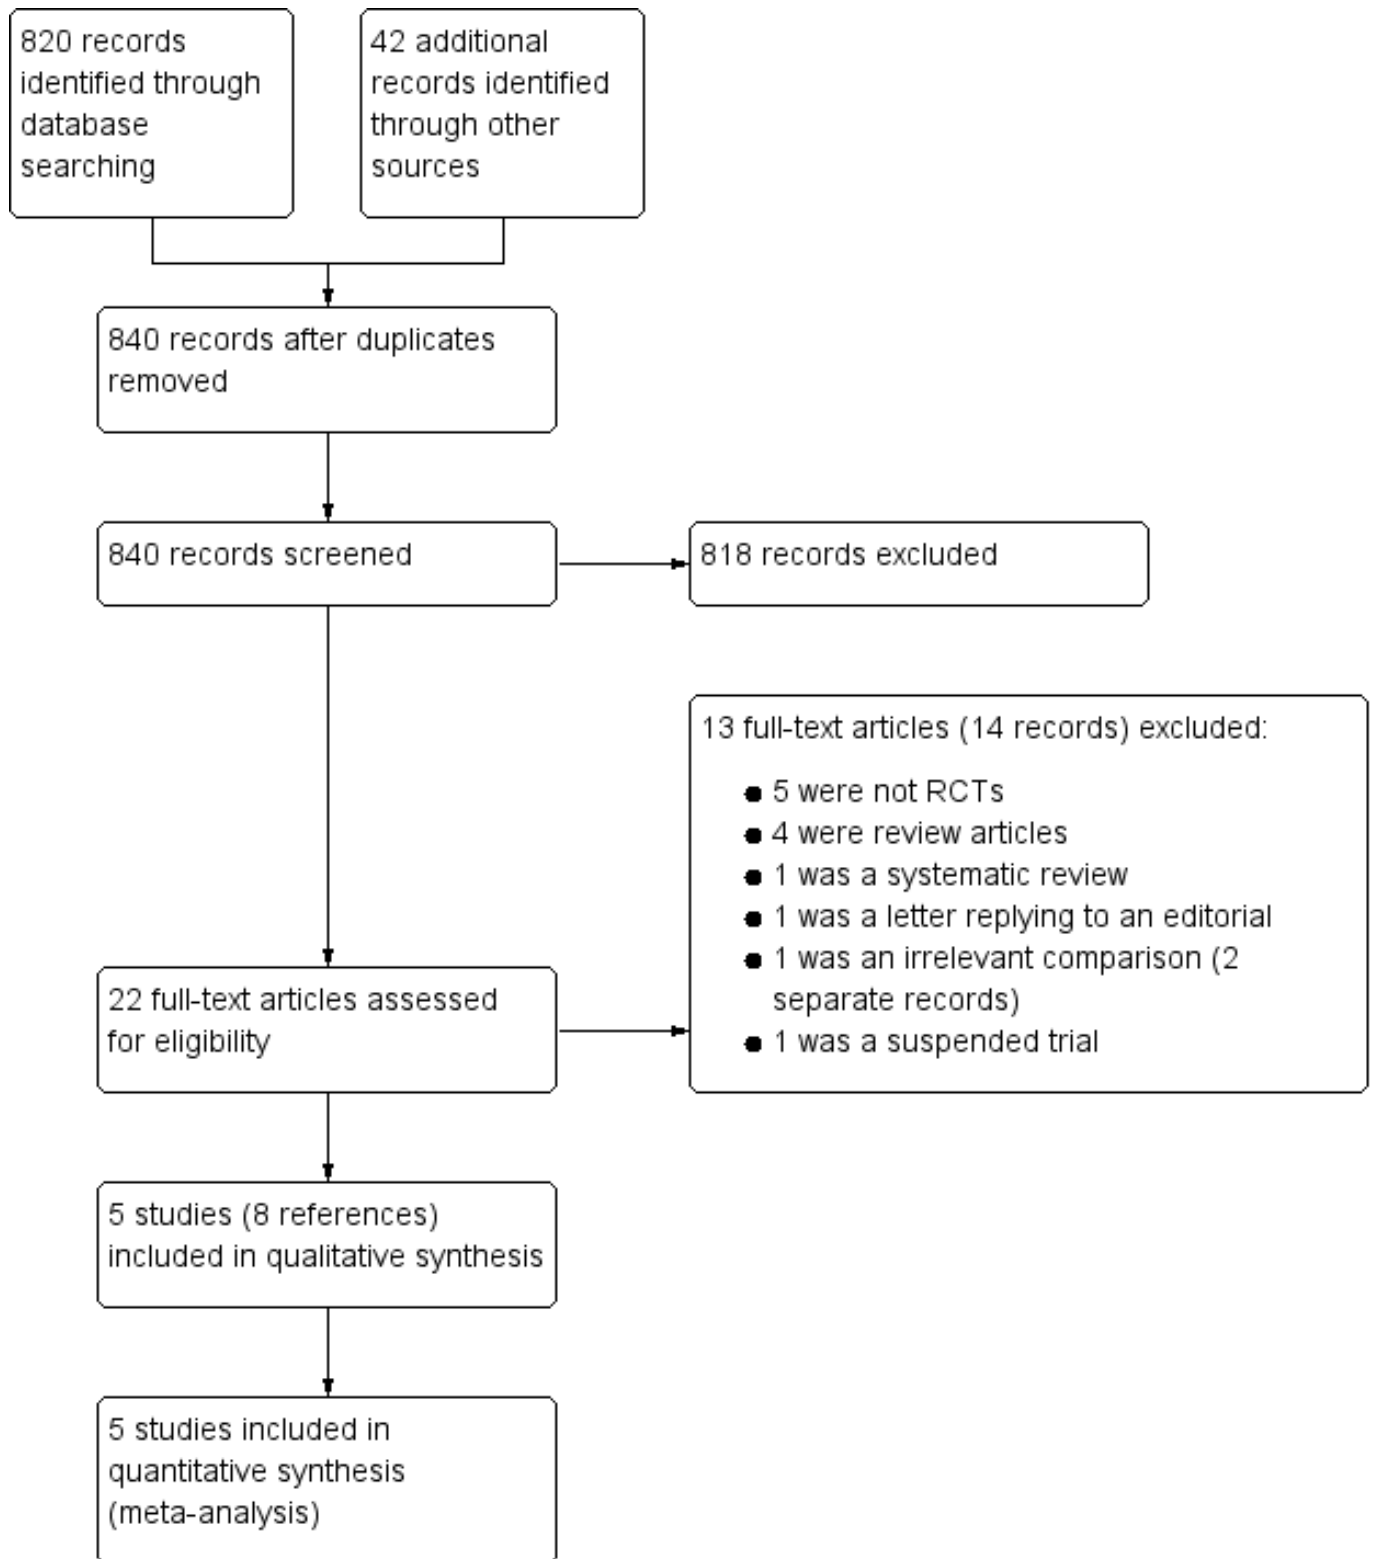 820 records
identified through
database
searching
42 additional
records identified
through other
sources
840 records after duplicates
removed
840 records screened
818 records excluded
13 full-text articles (14 records) excluded:
● 5 were not RCTs
● 4 were review articles
● 1 was a systematic review
● 1 was a letter replying to an editorial
● 1 was an irrelevant comparison (2
separate records)
● 1 was a suspended trial
22 full-text articles assessed
for eligibility
5 studies (8 references)
included in qualitative synthesis
5 studies included in
quantitative synthesis
(meta-analysis)